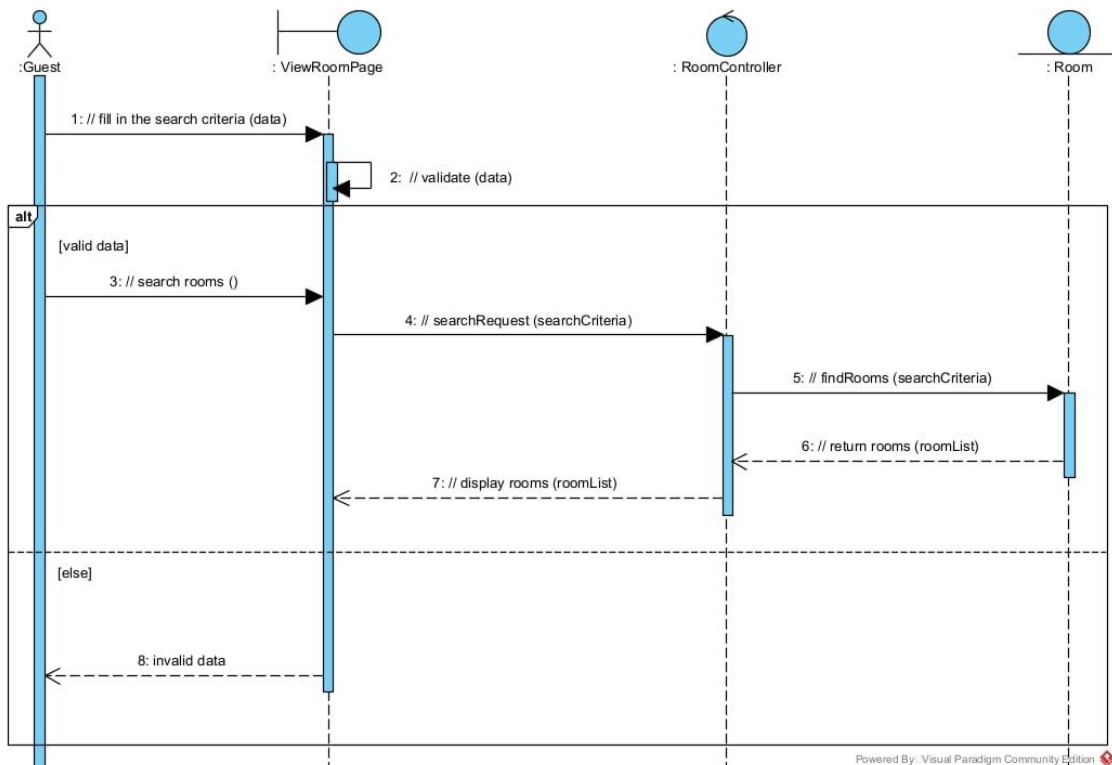 :Guest
: ViewRoomPage
: RoomController
: Room
1: // fill in the search criteria (data)
2: // validate (data)
alt
[valid data]
3: // search rooms ()
4: // searchRequest (searchCriteria)
5: // findRooms (searchCriteria)
6: // return rooms (roomList)
7: // display rooms (roomList)
[else]
8: invalid data
Powered By Visual Paradigm Community Edition